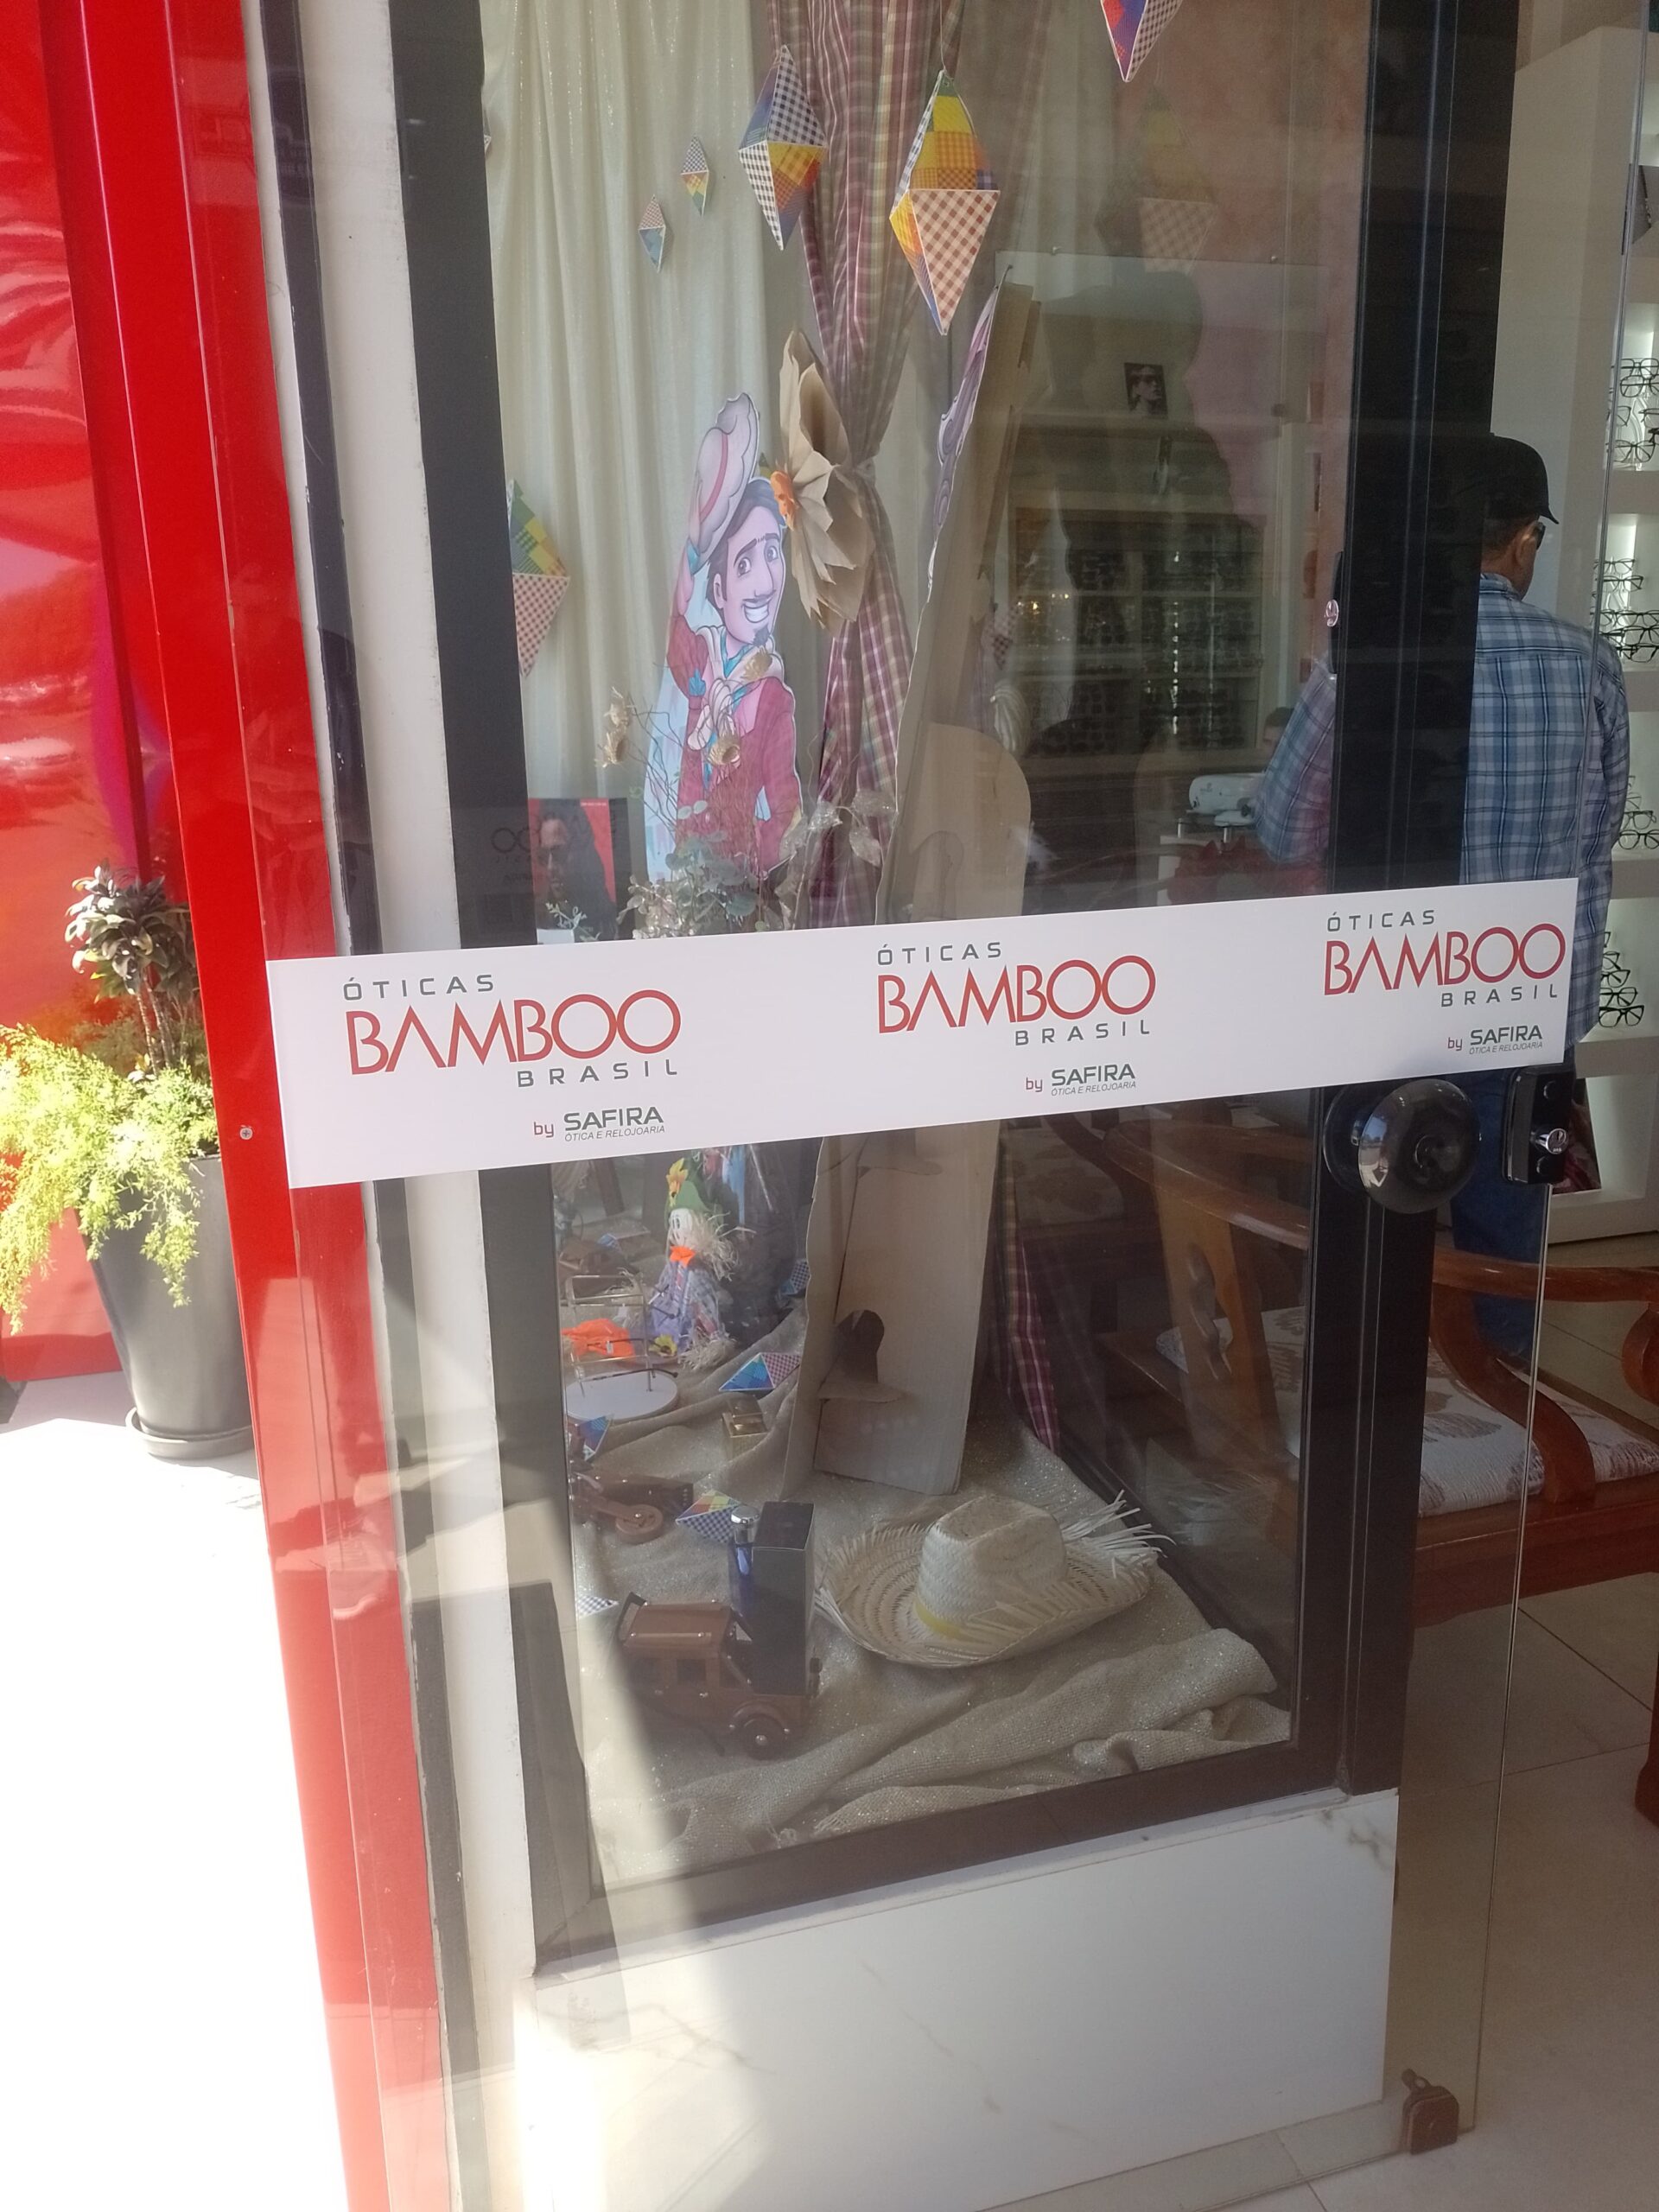 ÓTICAS
BAMBOO
BRASIL
by SAFIRA
ÓTICA E RELOJOARIA
ÓTICAS
BAMBOO
BRASIL
by SAFIRA
ÓTICA E RELOJOARIA
ÓTICAS
BAMBOO
BRASIL
by SAFIRA
ÓTICA E RELOJOARIA